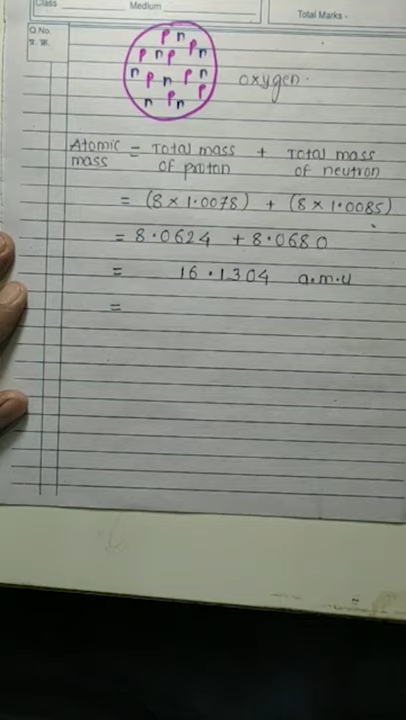 Class Medium
Total Marks -
Q.No.
प्र. क्र.
p n
p n p p n
n p n p n
n p n p
oxygen.
Atomic mass = Total mass of proton + Total mass of neutron
= (8 × 1.0078) + (8 × 1.0085)
= 8.0624 + 8.0680
= 16.1304 a.m.u
=